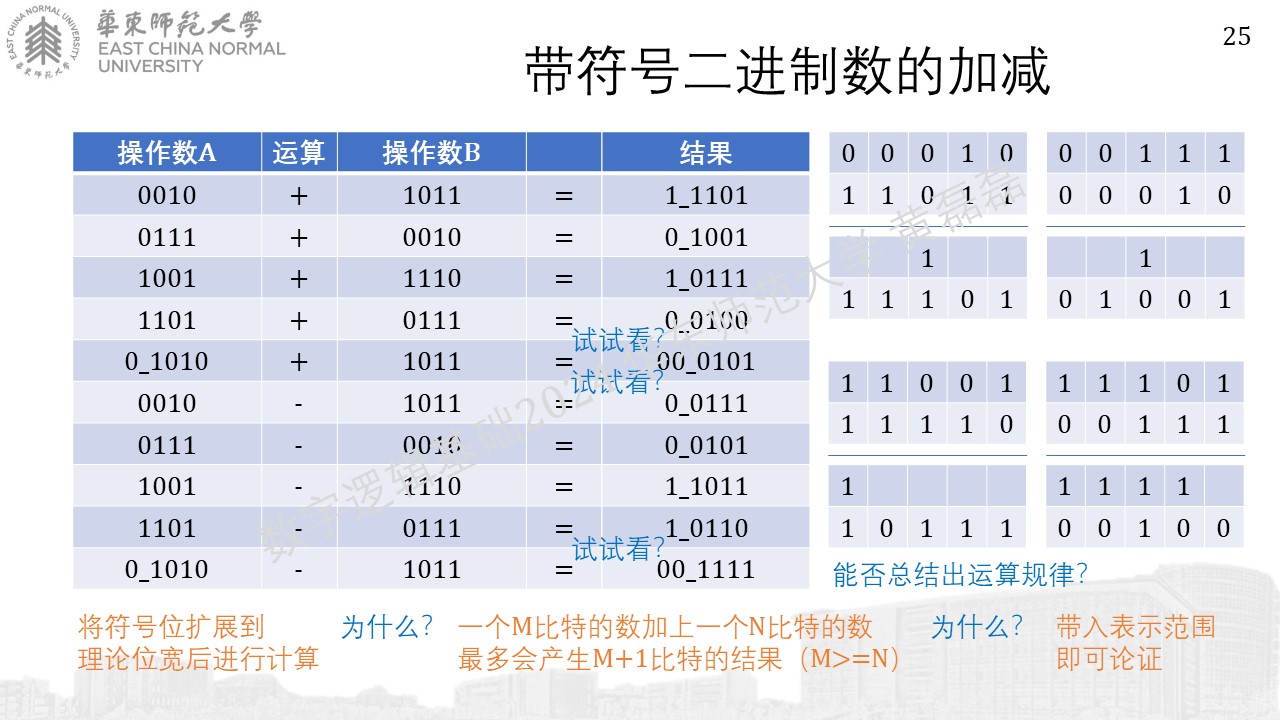 EAST CHINA NORMAL UNIVERSITY
華東師範大學
華東師範大學
EAST CHINA NORMAL
UNIVERSITY
25
带符号二进制数的加减
操作数A 运算 操作数B 结果
0010 + 1011 = 1_1101
0111 + 0010 = 0_1001
1001 + 1110 = 1_0111
1101 + 0111 = 0_0100
试试看?
0_1010 + 1011 = 00_0101
试试看?
0010 - 1011 = 0_0111
0111 - 0010 = 0_0101
1001 - 1110 = 1_1011
1101 - 0111 = 1_0110
试试看?
0_1010 - 1011 = 00_1111
0 0 0 1 0
1 1 0 1 1
1
1 1 1 0 1
0 0 1 1 1
0 0 0 1 0
1
0 1 0 0 1
1 1 0 0 1
1 1 1 1 0
1
1 0 1 1 1
1 1 1 0 1
0 0 1 1 1
1 1 1 1
0 0 1 0 0
能否总结出运算规律?
将符号位扩展到
理论位宽后进行计算
为什么?
一个M比特的数加上一个N比特的数
最多会产生M+1比特的结果（M>=N）
为什么?
带入表示范围
即可论证
数字逻辑基础2024 华东师范大学 黄磊磊